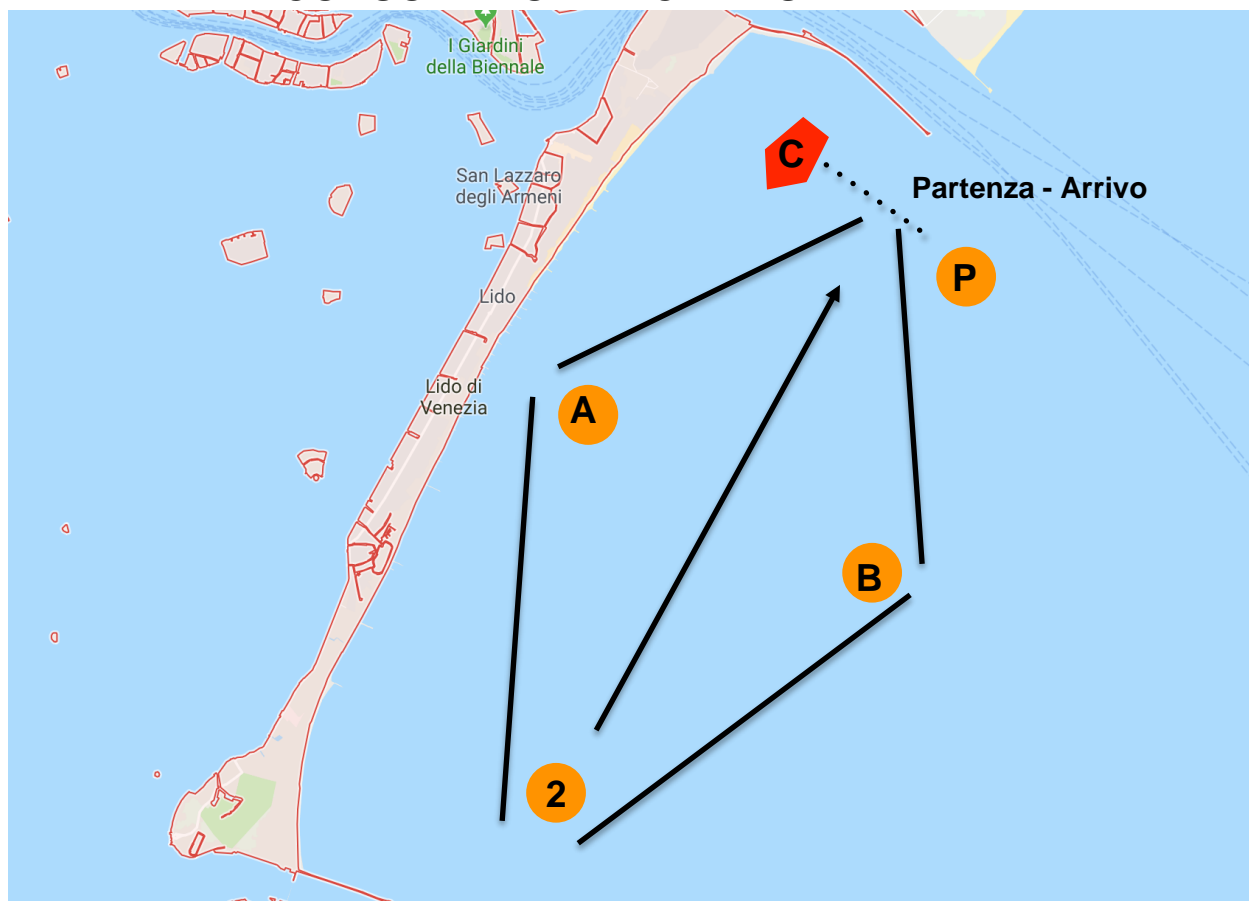 I Giardini
della Biennale
C
San Lazzaro
degli Armeni
Partenza - Arrivo
P
Lido
Lido di
Venezia
A
B
2